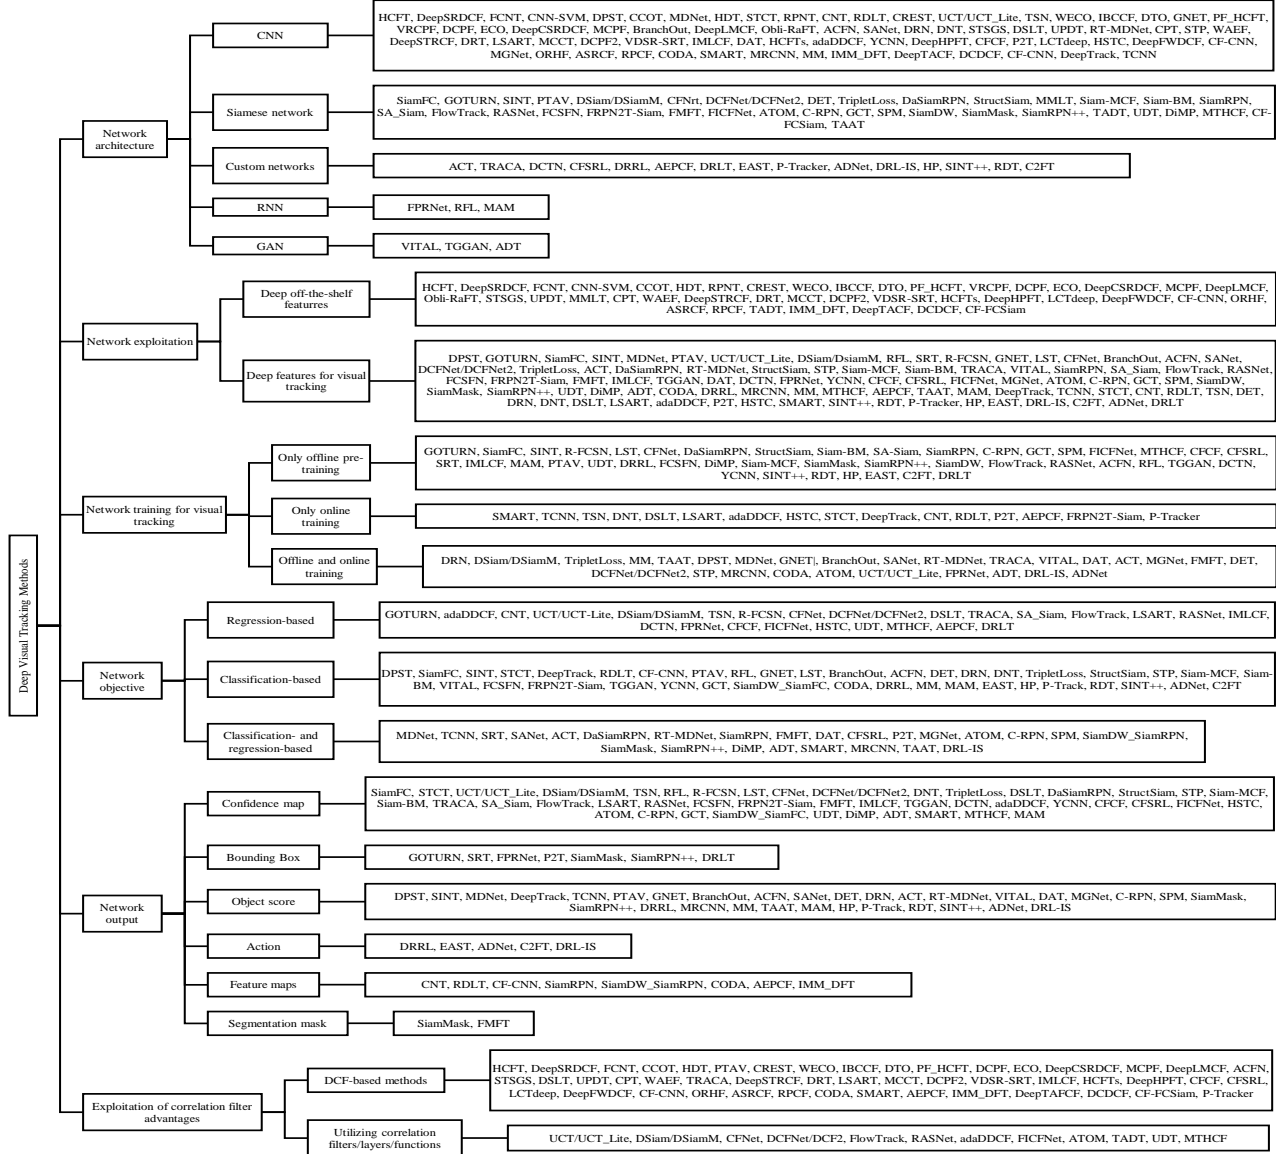 Deep Visual Tracking Methods
Network
architecture
CNN
HCFT, DeepSRDCF, FCNT, CNN-SVM, DPST, CCOT, MDNet, HDT, STCT, RPNT, CNT, RDLT, CREST, UCT/UCT_Lite, TSN, WECO, IBCCF, DTO, GNET, PF_HCFT,
VRCPF, DCPF, ECO, DeepCSRDCF, MCPF, BranchOut, DeepLMCF, Obli-RaFT, ACFN, SANet, DRN, DNT, STSGS, DSLT, UPDT, RT-MDNet, CPT, STP, WAEF,
DeepSTRCF, DRT, LSART, MCCT, DCPF2, VDSR-SRT, IMLCF, DAT, HCFTs, adaDDCF, YCNN, DeepHPFT, CFCF, P2T, LCTdeep, HSTC, DeepFWDCF, CF-CNN,
MGNet, ORHF, ASRCF, RPCF, CODA, SMART, MRCNN, MM, IMM_DFT, DeepTACF, DCDCF, CF-CNN, DeepTrack, TCNN
Siamese network
SiamFC, GOTURN, SINT, PTAV, DSiam/DSiamM, CFNrt, DCFNet/DCFNet2, DET, TripletLoss, DaSiamRPN, StructSiam, MMLT, Siam-MCF, Siam-BM, SiamRPN,
SA_Siam, FlowTrack, RASNet, FCSFN, FRPN2T-Siam, FMFT, FICFNet, ATOM, C-RPN, GCT, SPM, SiamDW, SiamMask, SiamRPN++, TADT, UDT, DiMP, MTHCF, CF-
FCSiam, TAAT
Custom networks
ACT, TRACA, DCTN, CFSRL, DRRL, AEPCF, DRLT, EAST, P-Tracker, ADNet, DRL-IS, HP, SINT++, RDT, C2FT
RNN
FPRNet, RFL, MAM
GAN
VITAL, TGGAN, ADT
Network exploitation
Deep off-the-shelf
featurres
HCFT, DeepSRDCF, FCNT, CNN-SVM, CCOT, HDT, RPNT, CREST, WECO, IBCCF, DTO, PF_HCFT, VRCPF, DCPF, ECO, DeepCSRDCF, MCPF, DeepLMCF,
Obli-RaFT, STSGS, UPDT, MMLT, CPT, WAEF, DeepSTRCF, DRT, MCCT, DCPF2, VDSR-SRT, HCFTs, DeepHPFT, LCTdeep, DeepFWDCF, CF-CNN, ORHF,
ASRCF, RPCF, TADT, IMM_DFT, DeepTACF, DCDCF, CF-FCSiam
Deep features for visual
tracking
DPST, GOTURN, SiamFC, SINT, MDNet, PTAV, UCT/UCT_Lite, DSiam/DsiamM, RFL, SRT, R-FCSN, GNET, LST, CFNet, BranchOut, ACFN, SANet,
DCFNet/DCFNet2, TripletLoss, ACT, DaSiamRPN, RT-MDNet, StructSiam, STP, Siam-MCF, Siam-BM, TRACA, VITAL, SiamRPN, SA_Siam, FlowTrack, RASNet,
FCSFN, FRPN2T-Siam, FMFT, IMLCF, TGGAN, DAT, DCTN, FPRNet, YCNN, CFCF, CFSRL, FICFNet, MGNet, ATOM, C-RPN, GCT, SPM, SiamDW,
SiamMask, SiamRPN++, UDT, DiMP, ADT, CODA, DRRL, MRCNN, MM, MTHCF, AEPCF, TAAT, MAM, DeepTrack, TCNN, STCT, CNT, RDLT, TSN, DET,
DRN, DNT, DSLT, LSART, adaDDCF, P2T, HSTC, SMART, SINT++, RDT, P-Tracker, HP, EAST, DRL-IS, C2FT, ADNet, DRLT
Network training for visual
tracking
Only offline pre-
training
GOTURN, SiamFC, SINT, R-FCSN, LST, CFNet, DaSiamRPN, StructSiam, Siam-BM, SA-Siam, SiamRPN, C-RPN, GCT, SPM, FICFNet, MTHCF, CFCF, CFSRL,
SRT, IMLCF, MAM, PTAV, UDT, DRRL, FCSFN, DiMP, Siam-MCF, SiamMask, SiamRPN++, SiamDW, FlowTrack, RASNet, ACFN, RFL, TGGAN, DCTN,
YCNN, SINT++, RDT, HP, EAST, C2FT, DRLT
Only online
training
SMART, TCNN, TSN, DNT, DSLT, LSART, adaDDCF, HSTC, STCT, DeepTrack, CNT, RDLT, P2T, AEPCF, FRPN2T-Siam, P-Tracker
Offline and online
training
DRN, DSiam/DSiamM, TripletLoss, MM, TAAT, DPST, MDNet, GNET|, BranchOut, SANet, RT-MDNet, TRACA, VITAL, DAT, ACT, MGNet, FMFT, DET,
DCFNet/DCFNet2, STP, MRCNN, CODA, ATOM, UCT/UCT_Lite, FPRNet, ADT, DRL-IS, ADNet
Network
objective
Regression-based
GOTURN, adaDDCF, CNT, UCT/UCT-Lite, DSiam/DSiamM, TSN, R-FCSN, CFNet, DCFNet/DCFNet2, DSLT, TRACA, SA_Siam, FlowTrack, LSART, RASNet, IMLCF,
DCTN, FPRNet, CFCF, FICFNet, HSTC, UDT, MTHCF, AEPCF, DRLT
Classification-based
DPST, SiamFC, SINT, STCT, DeepTrack, RDLT, CF-CNN, PTAV, RFL, GNET, LST, BranchOut, ACFN, DET, DRN, DNT, TripletLoss, StructSiam, STP, Siam-MCF, Siam-
BM, VITAL, FCSFN, FRPN2T-Siam, TGGAN, YCNN, GCT, SiamDW_SiamFC, CODA, DRRL, MM, MAM, EAST, HP, P-Track, RDT, SINT++, ADNet, C2FT
Classification- and
regression-based
MDNet, TCNN, SRT, SANet, ACT, DaSiamRPN, RT-MDNet, SiamRPN, FMFT, DAT, CFSRL, P2T, MGNet, ATOM, C-RPN, SPM, SiamDW_SiamRPN,
SiamMask, SiamRPN++, DiMP, ADT, SMART, MRCNN, TAAT, DRL-IS
Network
output
Confidence map
SiamFC, STCT, UCT/UCT_Lite, DSiam/DSiamM, TSN, RFL, R-FCSN, LST, CFNet, DCFNet/DCFNet2, DNT, TripletLoss, DSLT, DaSiamRPN, StructSiam, STP, Siam-MCF,
Siam-BM, TRACA, SA_Siam, FlowTrack, LSART, RASNet, FCSFN, FRPN2T-Siam, FMFT, IMLCF, TGGAN, DCTN, adaDDCF, YCNN, CFCF, CFSRL, FICFNet, HSTC,
ATOM, C-RPN, GCT, SiamDW_SiamFC, UDT, DiMP, ADT, SMART, MTHCF, MAM
Bounding Box
GOTURN, SRT, FPRNet, P2T, SiamMask, SiamRPN++, DRLT
Object score
DPST, SINT, MDNet, DeepTrack, TCNN, PTAV, GNET, BranchOut, ACFN, SANet, DET, DRN, ACT, RT-MDNet, VITAL, DAT, MGNet, C-RPN, SPM, SiamMask,
SiamRPN++, DRRL, MRCNN, MM, TAAT, MAM, HP, P-Track, RDT, SINT++, ADNet, DRL-IS
Action
DRRL, EAST, ADNet, C2FT, DRL-IS
Feature maps
CNT, RDLT, CF-CNN, SiamRPN, SiamDW_SiamRPN, CODA, AEPCF, IMM_DFT
Segmentation mask
SiamMask, FMFT
Exploitation of correlation filter
advantages
DCF-based methods
HCFT, DeepSRDCF, FCNT, CCOT, HDT, PTAV, CREST, WECO, IBCCF, DTO, PF_HCFT, DCPF, ECO, DeepCSRDCF, MCPF, DeepLMCF, ACFN,
STSGS, DSLT, UPDT, CPT, WAEF, TRACA, DeepSTRCF, DRT, LSART, MCCT, DCPF2, VDSR-SRT, IMLCF, HCFTs, DeepHPFT, CFCF, CFSRL,
LCTdeep, DeepFWDCF, CF-CNN, ORHF, ASRCF, RPCF, CODA, SMART, AEPCF, IMM_DFT, DeepTAFCF, DCDCF, CF-FCSiam, P-Tracker
Utilizing correlation
filters/layers/functions
UCT/UCT_Lite, DSiam/DSiamM, CFNet, DCFNet/DCF2, FlowTrack, RASNet, adaDDCF, FICFNet, ATOM, TADT, UDT, MTHCF